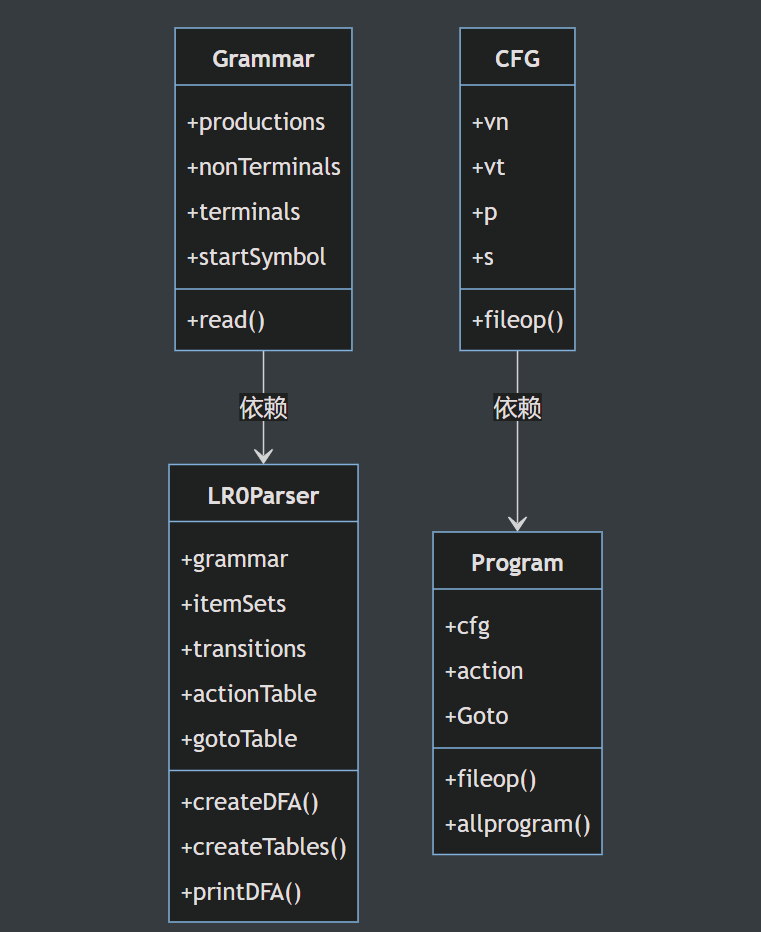 Grammar
+productions
+nonTerminals
+terminals
+startSymbol
+read()
依赖
LR0Parser
+grammar
+itemSets
+transitions
+actionTable
+gotoTable
+createDFA()
+createTables()
+printDFA()
CFG
+vn
+vt
+p
+s
+fileop()
依赖
Program
+cfg
+action
+Goto
+fileop()
+allprogram()